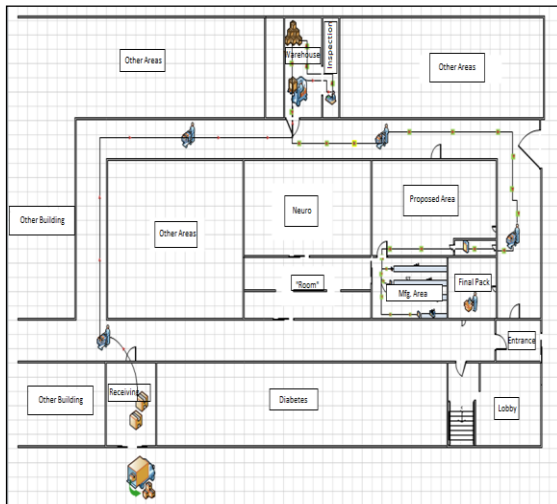 Other Areas
Warehouse
Inspection
Other Areas
Other Building
Other Areas
Neuro
Proposed Area
"Room"
Mfg. Area
Final Pack
Entrance
Other Building
Receiving
Diabetes
Lobby